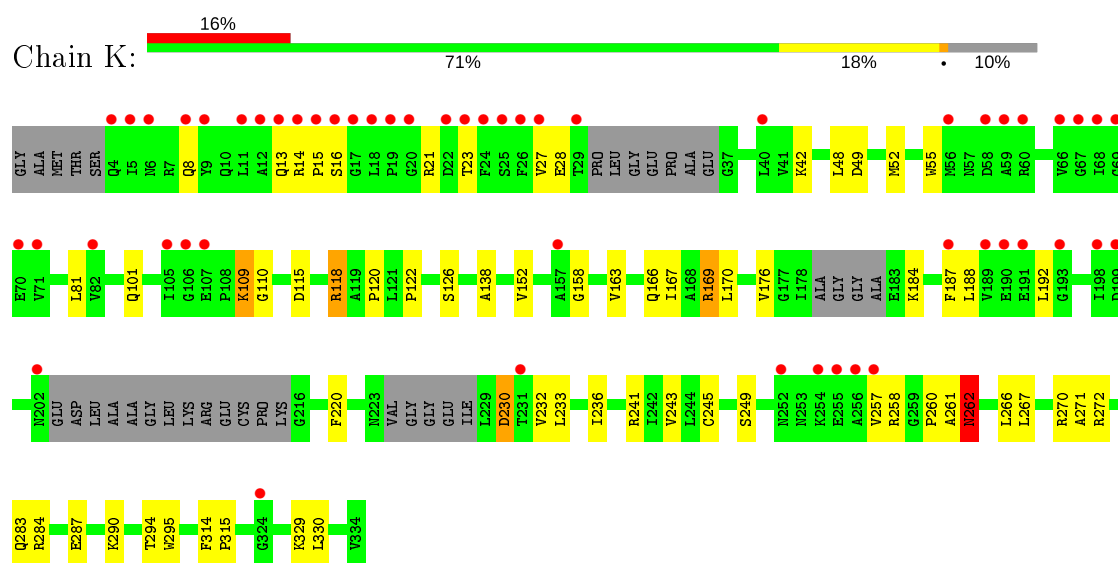 16%
Chain K:
71% 18% • 10%
GLY ALA MET THR SER Q4 I5 N6 R7 Q8 Y9 Q10 L11 A12 Q13 R14 P15 S16 G17 L18 P19 G20 R21 D22 T23 F24 S25 F26 V27 E28 T29 PRO LEU GLY GLU PRO ALA GLU G37 L40 V41 K42 L48 D49 M52 W55 M56 N57 D58 A59 R60 V66 G67 I68
E70 V71 L81 V82 Q101 I105 G106 E107 P108 K109 G110 D115 R118 A119 P120 L121 P122 S126 A138 V152 A157 G158 V163 Q166 I167 A168 R169 L170 V176 G177 I178 ALA GLY GLY ALA E183 K184 F187 L188 V189 E190 E191 L192 G193 I198 D199
N202 GLU ASP LEU ALA ALA GLY LEU LYS ARG GLU CYS PRO LYS G216 F220 N223 VAL GLY GLY GLU ILE L229 D230 T231 V232 L233 I236 R241 I242 V243 L244 C245 S249 N252 N253 K254 E255 A256 V257 R258 G259 P260 A261 N262 L266 L267 R270 A271 R272
Q283 R284 E287 K290 T294 W295 F314 P315 G324 K329 L330 V334